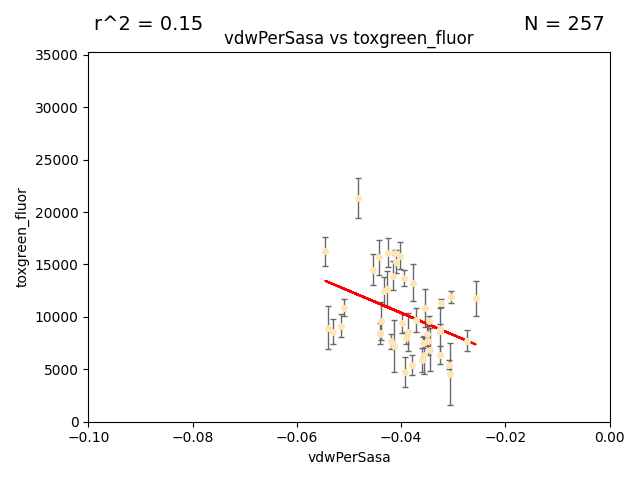 r^2 = 0.15
N = 257
vdwPerSasa vs toxgreen_fluor
35000
30000
25000
20000
15000
10000
5000
0
toxgreen_fluor
−0.10
−0.08
−0.06
−0.04
−0.02
0.00
vdwPerSasa